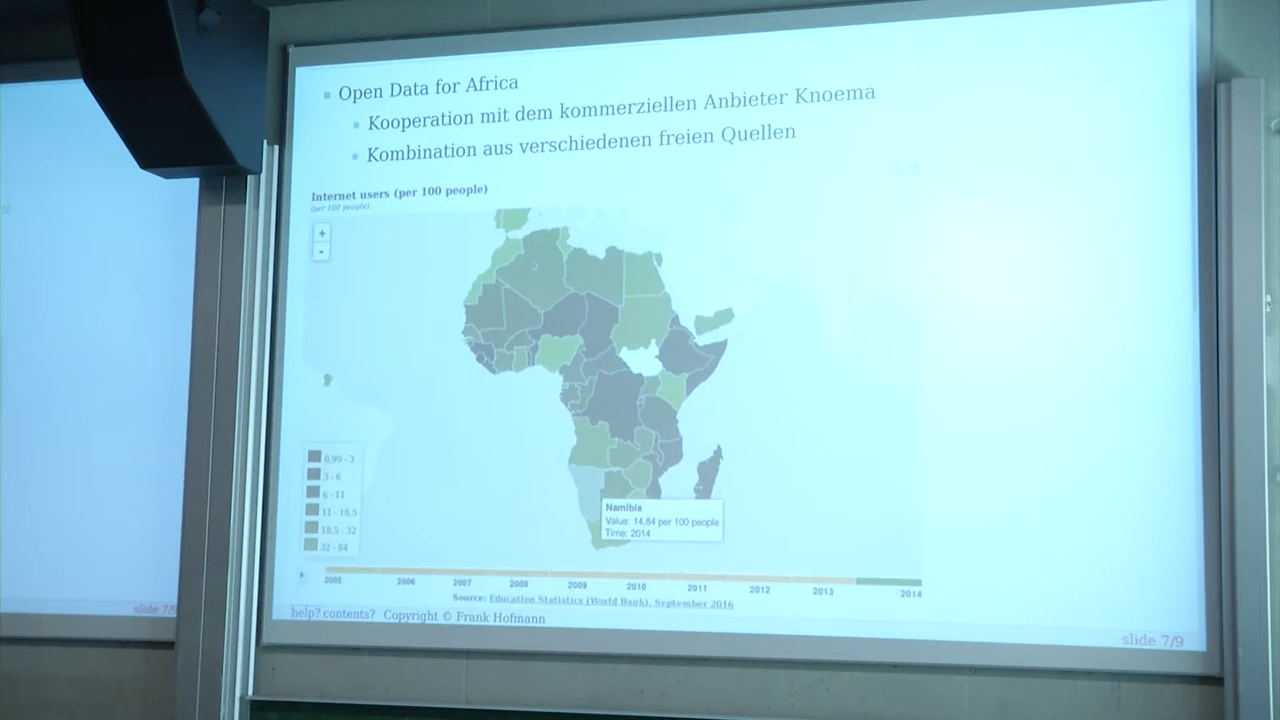 Open Data for Africa
Kooperation mit dem kommerziellen Anbieter Knoema
Kombination aus verschiedenen freien Quellen
Internet users (per 100 people)
(per 100 people)
+
-
0,99 - 3
3 - 6
6 - 11
11 - 18,5
18,5 - 32
32 - 84
Namibia
Value: 14,84 per 100 people
Time: 2014
2005 2006 2007 2008 2009 2010 2011 2012 2013 2014
Source: Education Statistics (World Bank), September 2016
help? contents? Copyright © Frank Hofmann
slide 7/9
slide 7/9